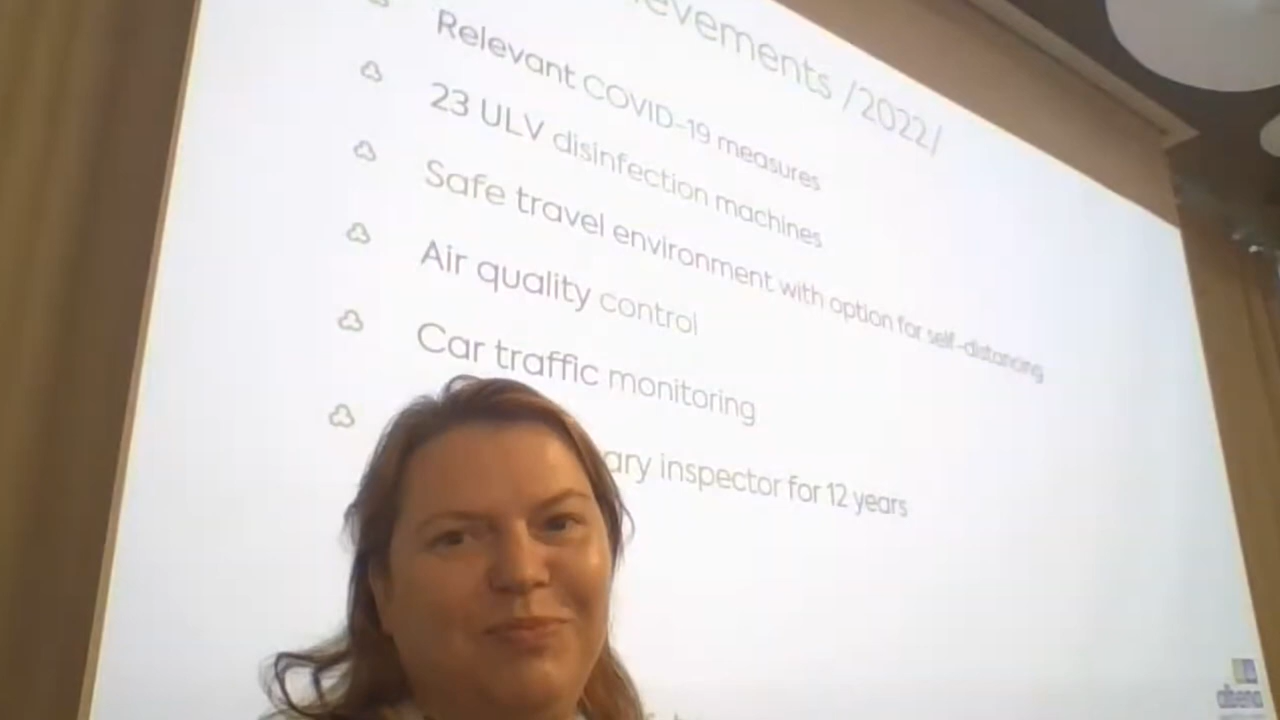 evements /2022/
Relevant COVID-19 measures
23 ULV disinfection machines
Safe travel environment with option for self-distancing
Air quality control
Car traffic monitoring
ary inspector for 12 years
abena